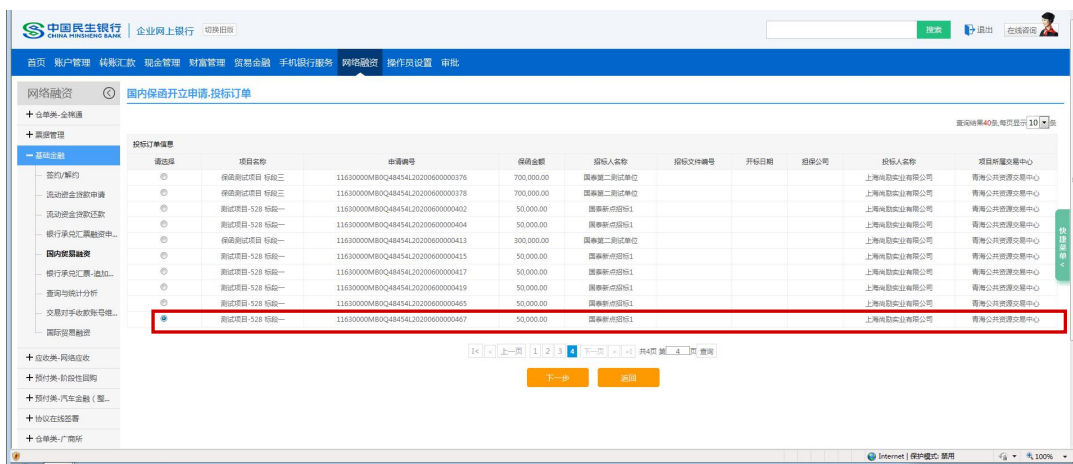 中国民生银行 企业网上银行 切换旧版 搜索 退出 在线咨询
CHINA MINSHENG BANK
首页 账户管理 转账汇款 现金管理 财富管理 贸易金融 手机银行服务 网络融资 操作员设置 审批
网络融资 国内保函开立申请.投标订单
+ 仓单类-全棉通
查询结果40条,每页显示 10 条
+ 票据管理
投标订单信息
— 基础金融
请选择 项目名称 申请编号 保函金额 招标人名称 招标文件编号 开标日期 担保公司 投标人名称 项目所属交易中心
签约/解约
保函测试项目 标段三 11630000MB0Q48454L20200600000376 700,000.00 国泰第二测试单位 上海尚励实业有限公司 青海公共资源交易中心
流动资金贷款申请
保函测试项目 标段三 11630000MB0Q48454L20200600000378 700,000.00 国泰第二测试单位 上海尚励实业有限公司 青海公共资源交易中心
测试项目-528 标段一 11630000MB0Q48454L20200600000402 50,000.00 国泰新点招标1 上海尚励实业有限公司 青海公共资源交易中心
流动资金贷款还款
测试项目-528 标段一 11630000MB0Q48454L20200600000404 50,000.00 国泰新点招标1 上海尚励实业有限公司 青海公共资源交易中心
银行承兑汇票融资申...
保函测试项目 标段一 11630000MB0Q48454L20200600000413 300,000.00 国泰第二测试单位 上海尚励实业有限公司 青海公共资源交易中心
国内贸易融资
测试项目-528 标段一 11630000MB0Q48454L20200600000415 50,000.00 国泰新点招标1 上海尚励实业有限公司 青海公共资源交易中心
银行承兑汇票-追加...
测试项目-528 标段一 11630000MB0Q48454L20200600000417 50,000.00 国泰新点招标1 上海尚励实业有限公司 青海公共资源交易中心
查询与统计分析
测试项目-528 标段一 11630000MB0Q48454L20200600000419 50,000.00 国泰新点招标1 上海尚励实业有限公司 青海公共资源交易中心
测试项目-528 标段一 11630000MB0Q48454L20200600000465 50,000.00 国泰新点招标1 上海尚励实业有限公司 青海公共资源交易中心
交易对手收款账号维...
测试项目-528 标段一 11630000MB0Q48454L20200600000467 50,000.00 国泰新点招标1 上海尚励实业有限公司 青海公共资源交易中心
国际贸易融资
快捷菜单 <
+ 应收类-网络应收
|< < 上一页 1 2 3 4 下一页 > >| 共4页 第 4 页 查询
+ 预付类-阶段性回购
下一步 返回
+ 预付类-汽车金融 ( 整...
+ 协议在线签署
+ 仓单类-广商所
Internet | 保护模式: 禁用 100%